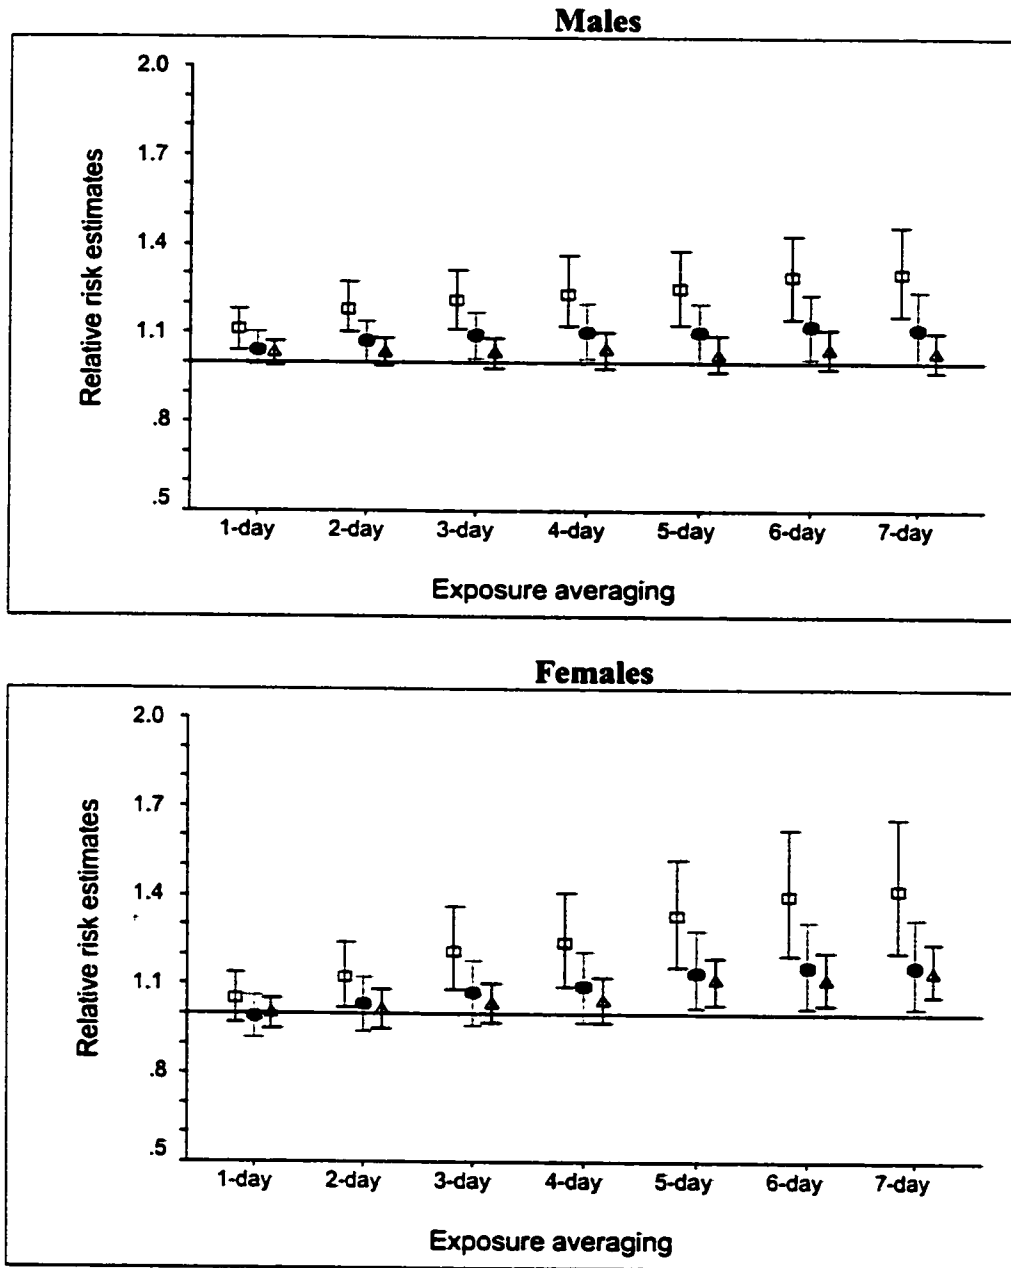 Males
2.0
1.7
1.4
1.1
.8
.5
Relative risk estimates
1-day 2-day 3-day 4-day 5-day 6-day 7-day
Exposure averaging
Females
2.0
1.7
1.4
1.1
.8
.5
Relative risk estimates
1-day 2-day 3-day 4-day 5-day 6-day 7-day
Exposure averaging